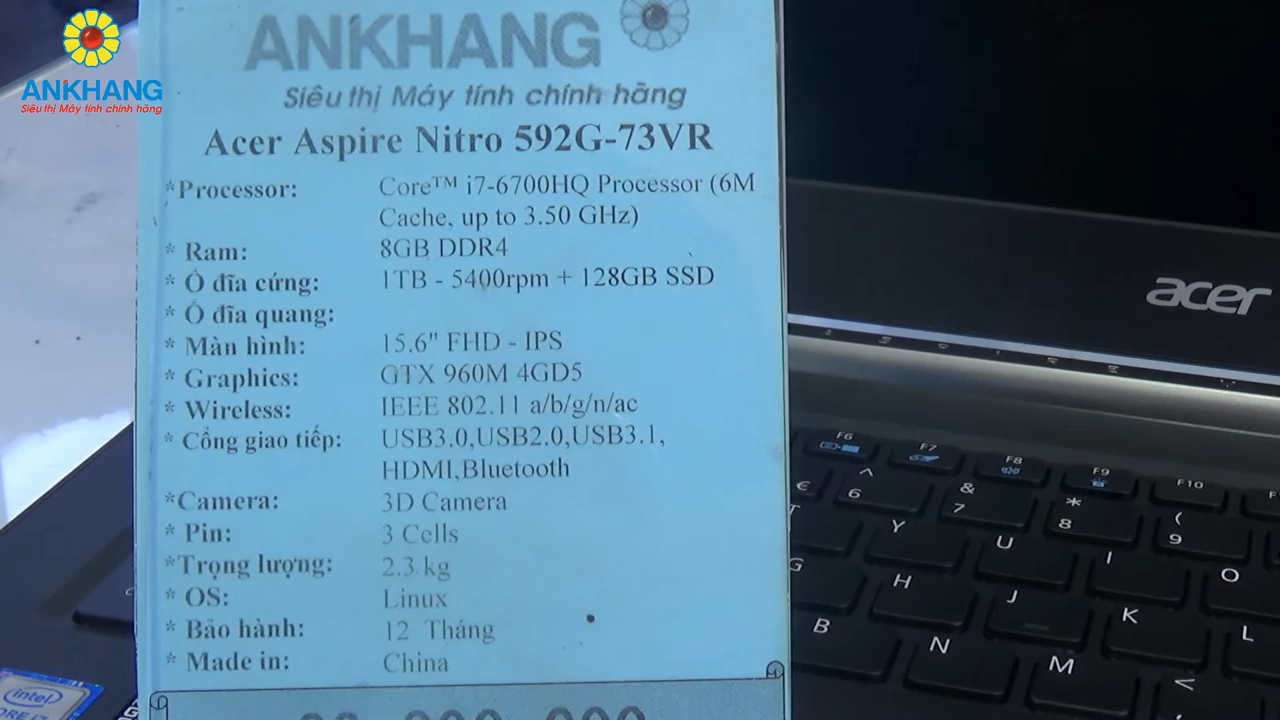 ANKHANG
Siêu thị Máy tính chính hãng
ANKHANG
Siêu thị Máy tính chính hãng
Acer Aspire Nitro 592G-73VR
*Processor: Core™ i7-6700HQ Processor (6M
Cache, up to 3.50 GHz)
* Ram: 8GB DDR4
* Ổ đĩa cứng: 1TB - 5400rpm + 128GB SSD
* Ổ đĩa quang:
* Màn hình: 15.6" FHD - IPS
* Graphics: GTX 960M 4GD5
* Wireless: IEEE 802.11 a/b/g/n/ac
* Cổng giao tiếp: USB3.0,USB2.0,USB3.1,
HDMI,Bluetooth
*Camera: 3D Camera
* Pin: 3 Cells
*Trọng lượng: 2.3 kg
* OS: Linux
* Bảo hành: 12 Tháng
* Made in: China
acer
F6 F7 F8 F9 F10
€ ^ 6 & 7 * 8 ( 9
T Y U I O
G H J K L
B N M <
intel